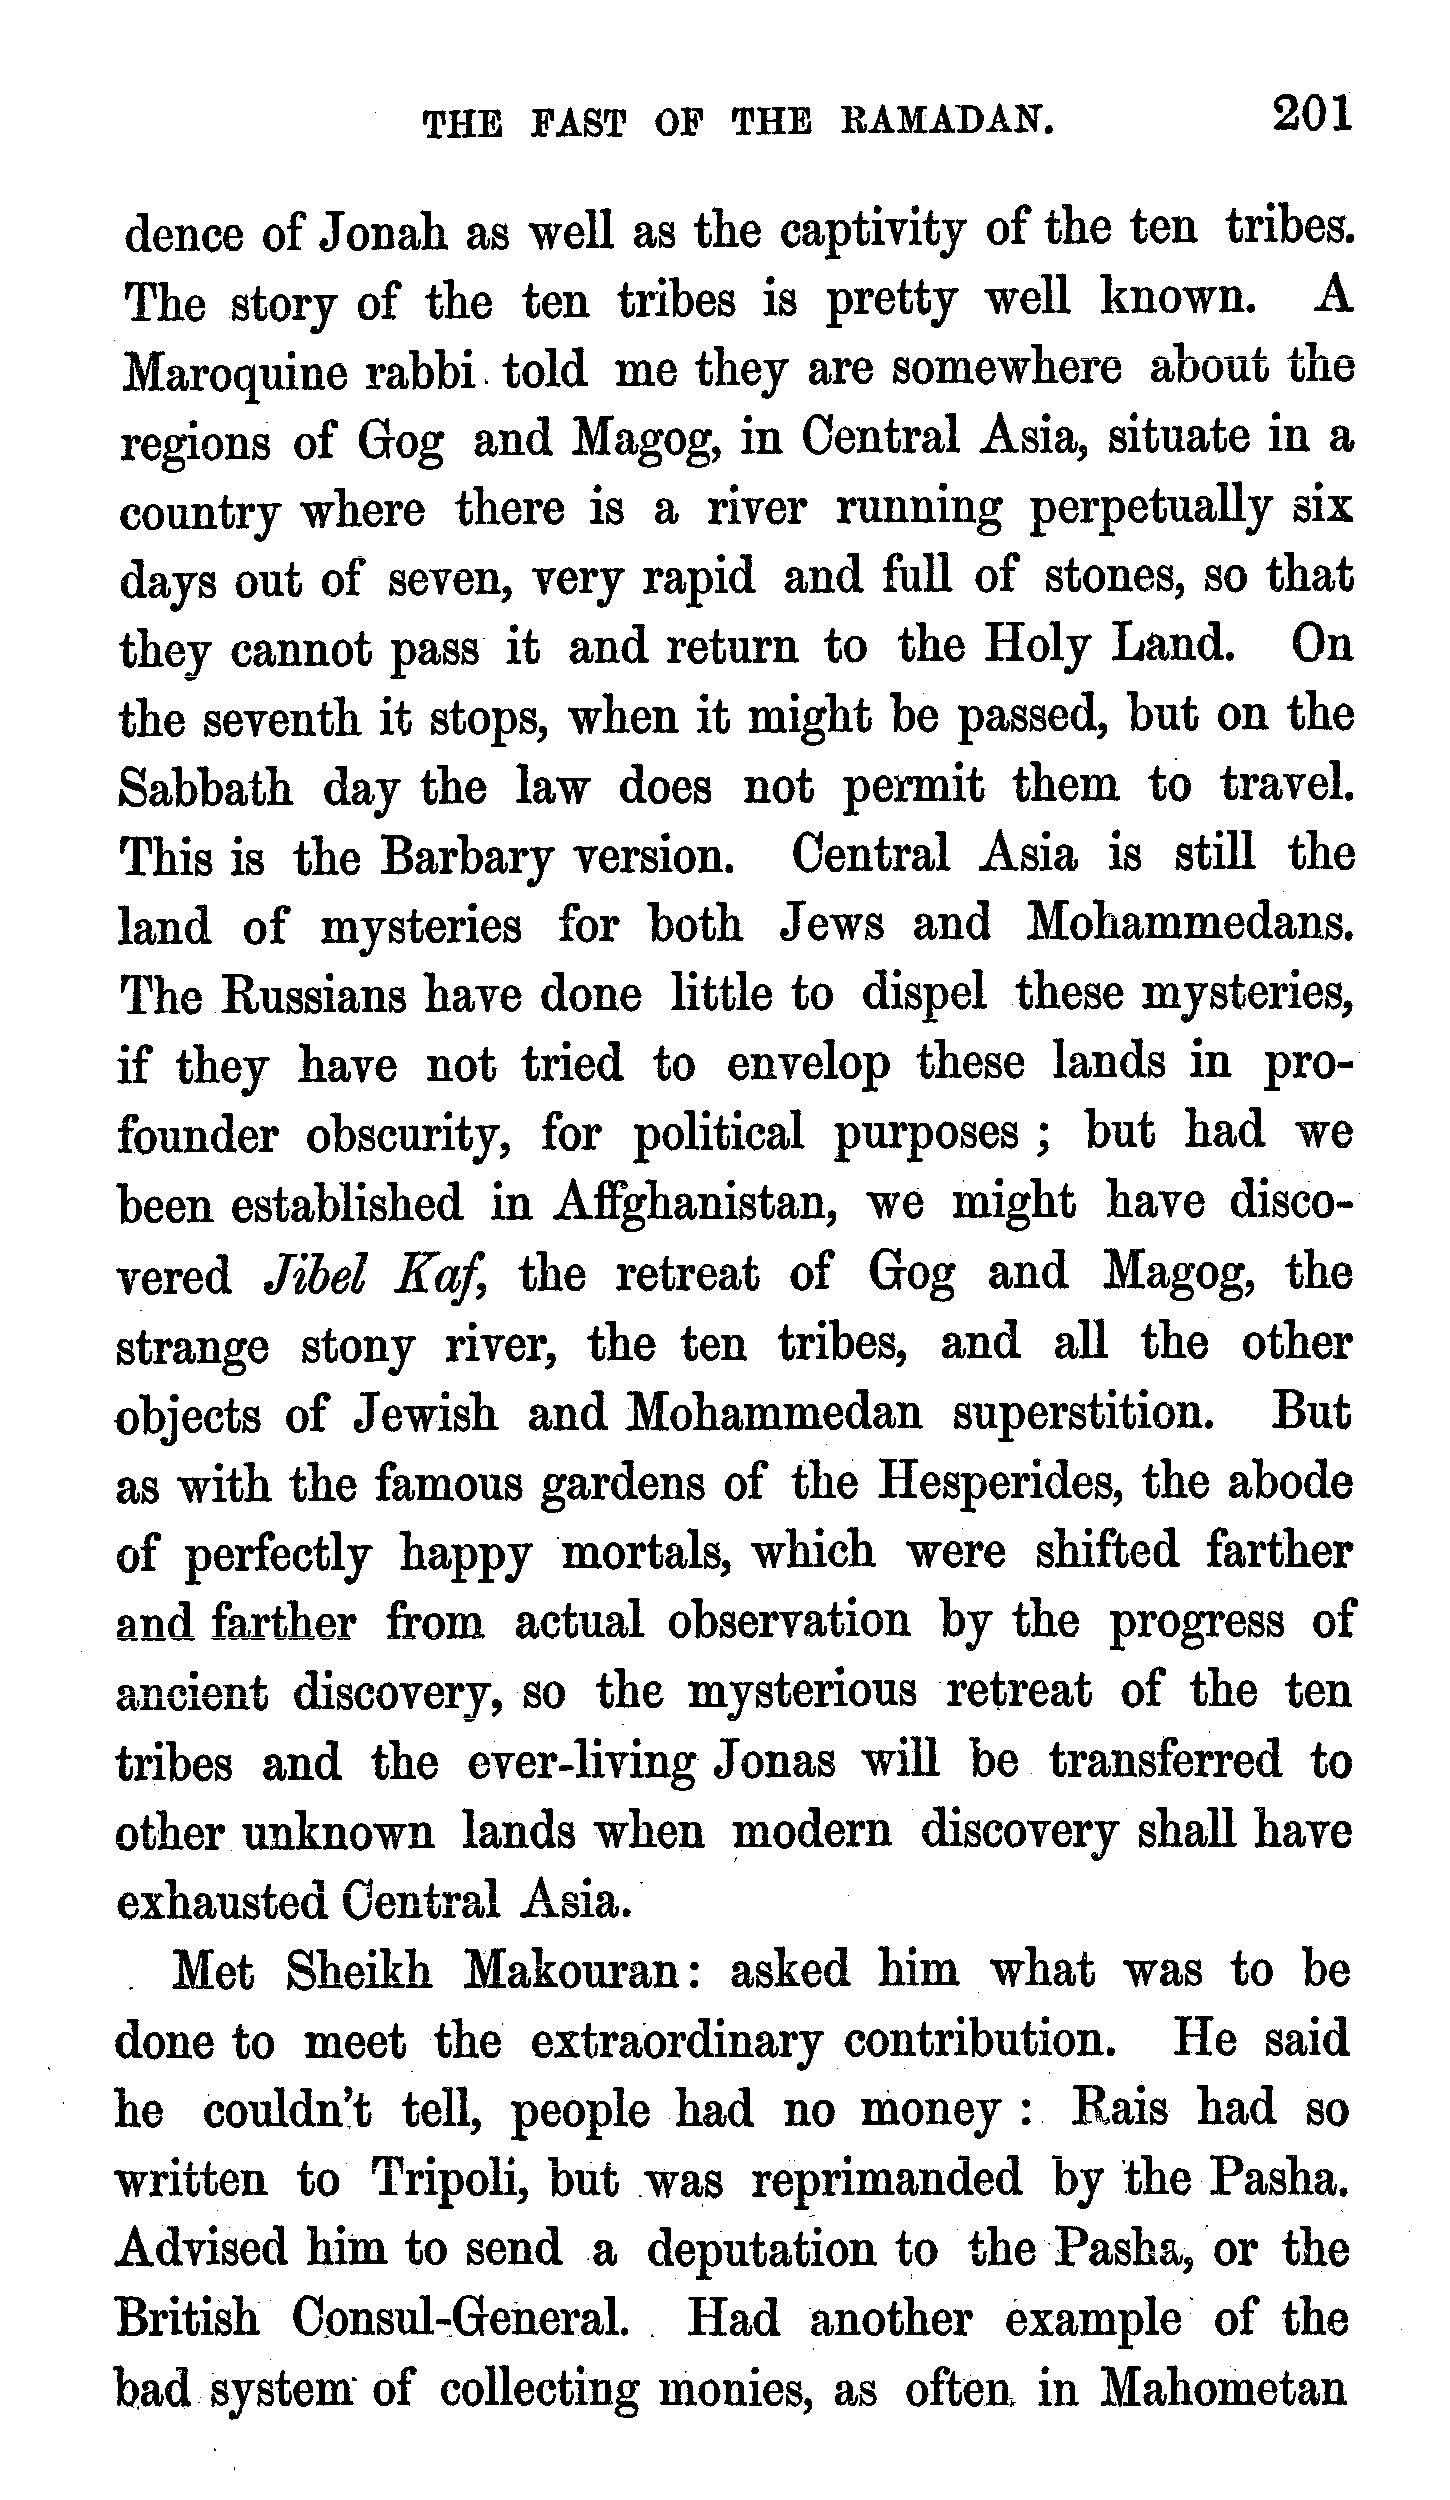 THE FAST OF THE RAMADAN. 201
dence of Jonah as well as the captivity of the ten tribes.
The story of the ten tribes is pretty well known. A
Maroquine rabbi told me they are somewhere about the
regions of Gog and Magog, in Central Asia, situate in a
country where there is a river running perpetually six
days out of seven, very rapid and full of stones, so that
they cannot pass it and return to the Holy Land. On
the seventh it stops, when it might be passed, but on the
Sabbath day the law does not permit them to travel.
This is the Barbary version. Central Asia is still the
land of mysteries for both Jews and Mohammedans.
The Russians have done little to dispel these mysteries,
if they have not tried to envelop these lands in pro-
founder obscurity, for political purposes ; but had we
been established in Affghanistan, we might have disco-
vered Jibel Kaf, the retreat of Gog and Magog, the
strange stony river, the ten tribes, and all the other
objects of Jewish and Mohammedan superstition. But
as with the famous gardens of the Hesperides, the abode
of perfectly happy mortals, which were shifted farther
and farther from actual observation by the progress of
ancient discovery, so the mysterious retreat of the ten
tribes and the ever-living Jonas will be transferred to
other unknown lands when modern discovery shall have
exhausted Central Asia.
Met Sheikh Makouran: asked him what was to be
done to meet the extraordinary contribution. He said
he couldn't tell, people had no money : Rais had so
written to Tripoli, but was reprimanded by the Pasha.
Advised him to send a deputation to the Pasha, or the
British Consul-General. Had another example of the
bad system of collecting monies, as often in Mahometan